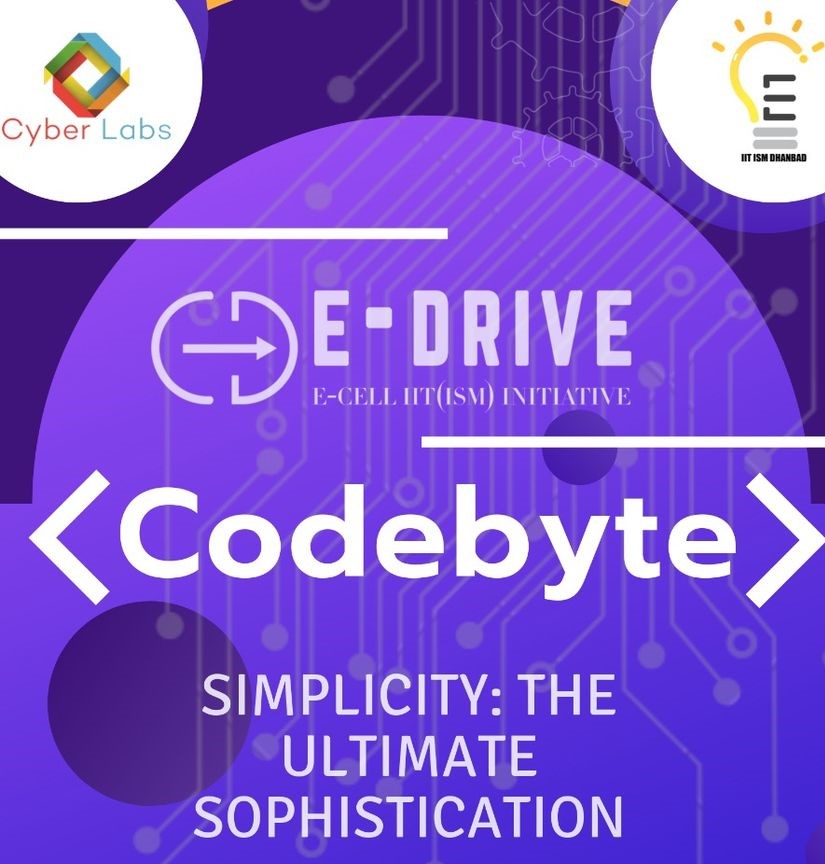 Cyber Labs
E
IIT ISM DHANBAD
E-DRIVE
E-CELL IIT(ISM) INITIATIVE
<Codebyte>
SIMPLICITY: THE
ULTIMATE
SOPHISTICATION